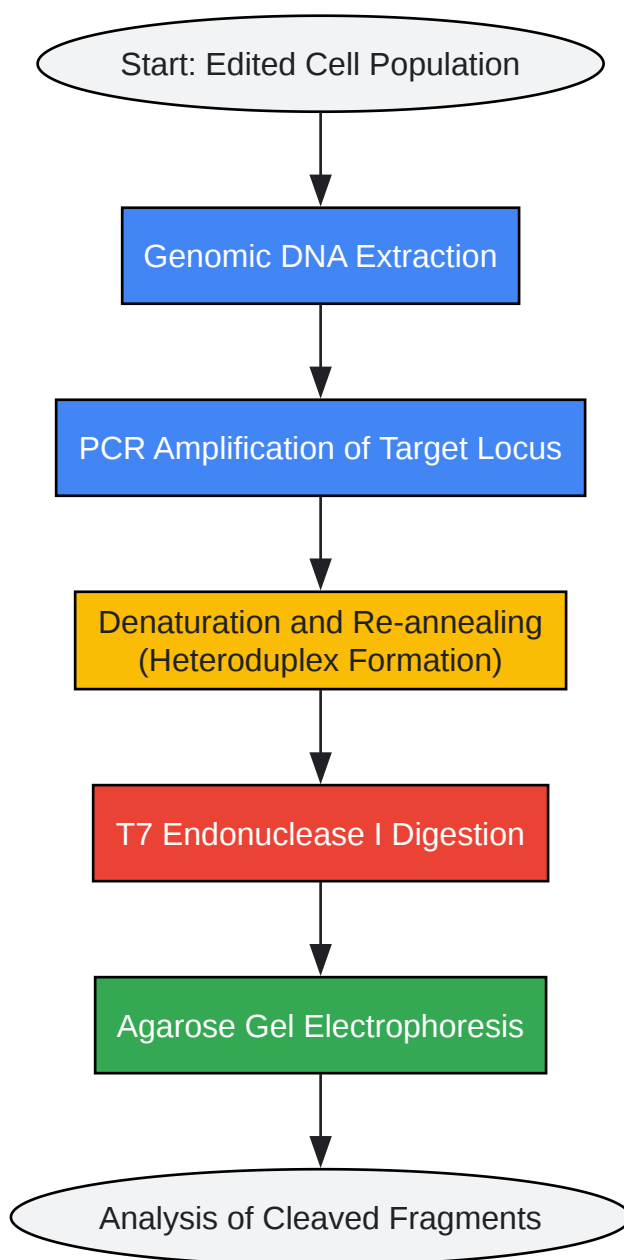 Start: Edited Cell Population
Genomic DNA Extraction
PCR Amplification of Target Locus
Denaturation and Re-annealing
(Heteroduplex Formation)
T7 Endonuclease I Digestion
Agarose Gel Electrophoresis
Analysis of Cleaved Fragments